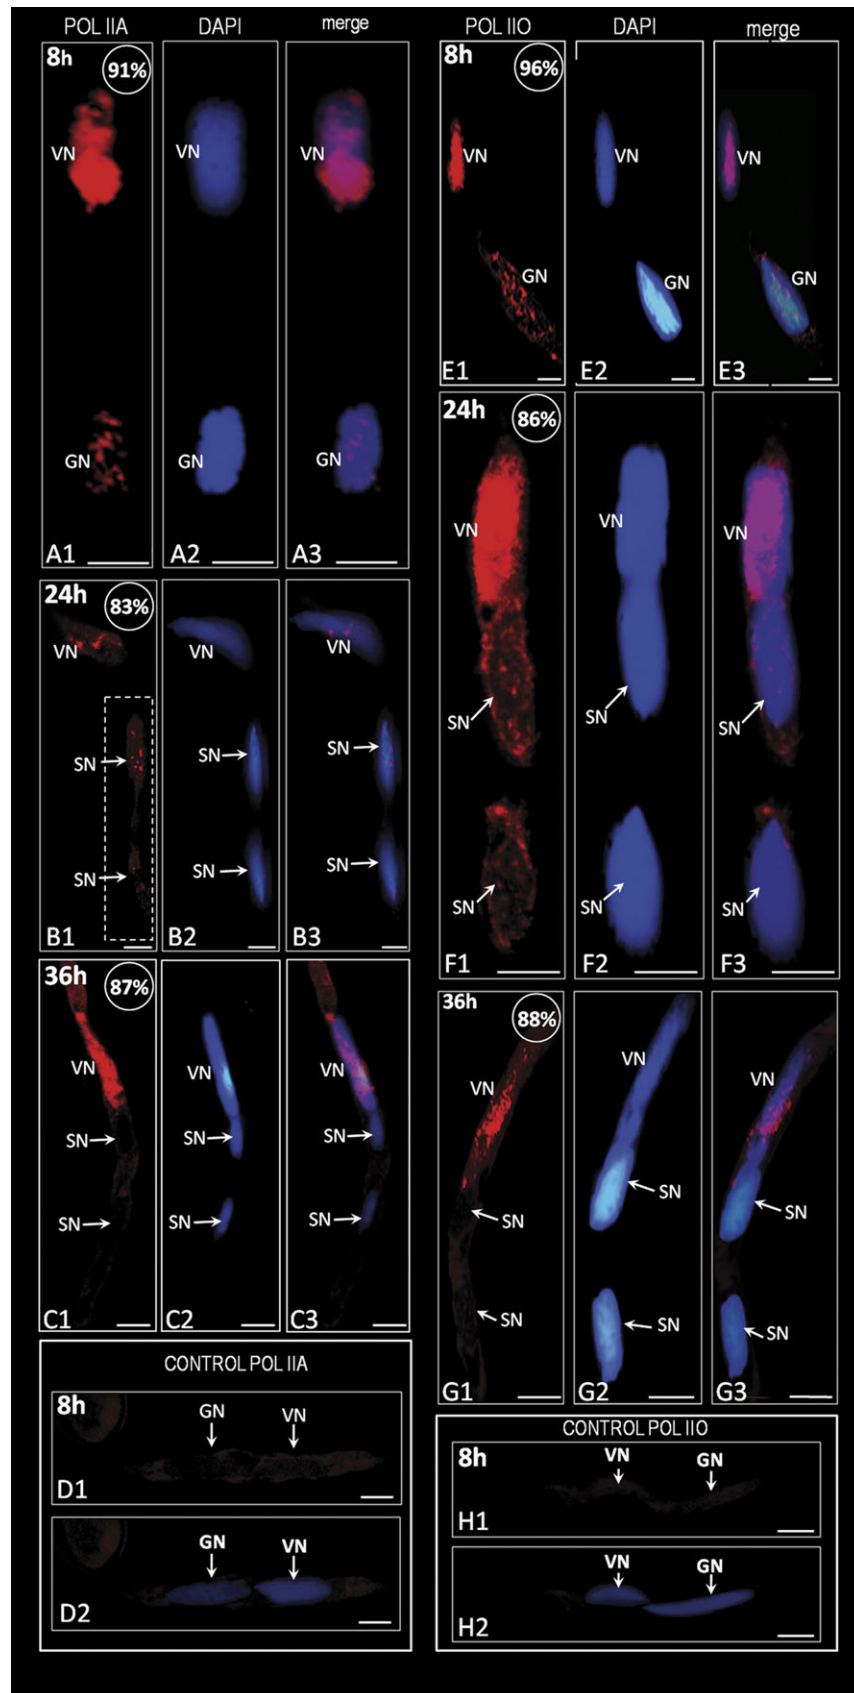 POL IIA DAPI merge
8h 91%
VN VN VN
GN GN GN
A1 A2 A3
24h 83%
VN VN VN
SN SN SN
SN SN SN
B1 B2 B3
36h 87%
VN VN VN
SN SN SN
SN SN SN
C1 C2 C3
CONTROL POL IIA
8h
GN VN
D1
GN VN
D2
POL IIO DAPI merge
8h 96%
VN VN VN
GN GN GN
E1 E2 E3
24h 86%
VN VN VN
SN SN SN
SN SN SN
F1 F2 F3
36h 88%
VN VN VN
SN SN SN
SN SN SN
G1 G2 G3
CONTROL POL IIO
8h
VN GN
H1
VN GN
H2